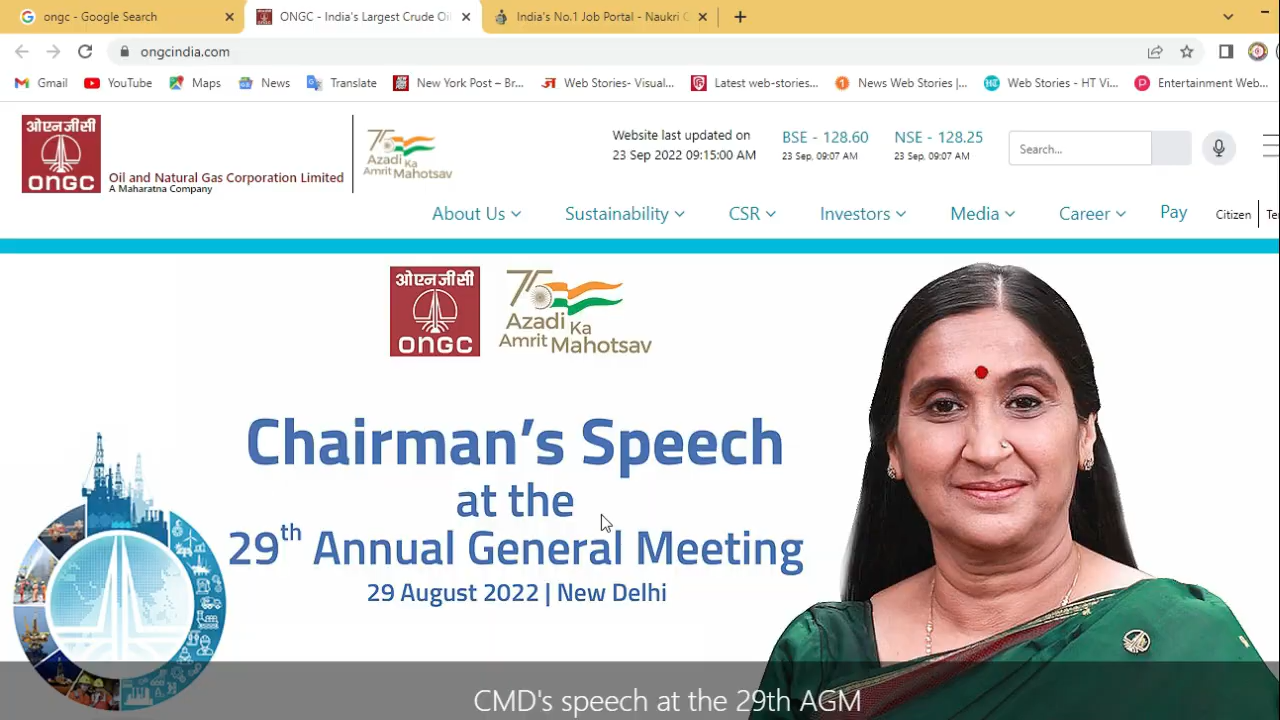 ongc - Google Search
ONGC - India's Largest Crude Oi
India's No.1 Job Portal - Naukri
ongcindia.com
Gmail
YouTube
Maps
News
Translate
New York Post – Br...
Web Stories- Visual...
Latest web-stories...
News Web Stories |...
Web Stories - HT Vi...
Entertainment Web...
ओएनजीसी
ONGC
Oil and Natural Gas Corporation Limited
A Maharatna Company
75
Azadi Ka
Amrit Mahotsav
Website last updated on
23 Sep 2022 09:15:00 AM
BSE - 128.60
23 Sep, 09:07 AM
NSE - 128.25
23 Sep, 09:07 AM
Search...
About Us
Sustainability
CSR
Investors
Media
Career
Pay
Citizen
Te
ओएनजीसी
ONGC
75
Azadi Ka
Amrit Mahotsav
Chairman's Speech
at the
29th Annual General Meeting
29 August 2022 | New Delhi
CMD's speech at the 29th AGM